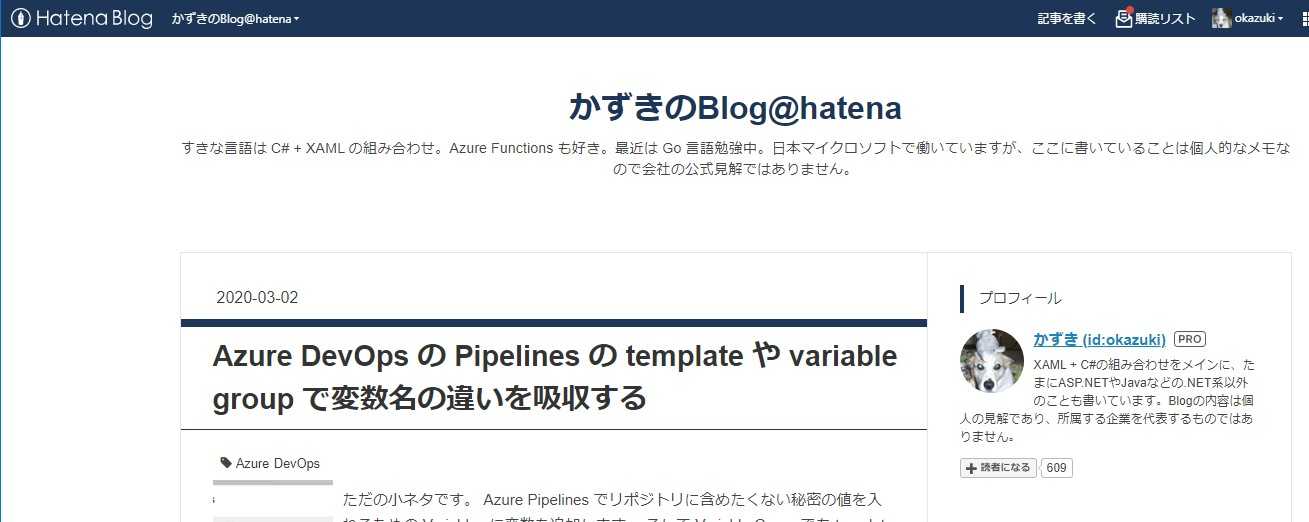 Hatena Blog かずきのBlog@hatena 記事を書く 購読リスト okazuki
かずきのBlog@hatena
すきな言語は C# + XAML の組み合わせ。Azure Functions も好き。最近は Go 言語勉強中。日本マイクロソフトで働いていますが、ここに書いていることは個人的なメモな
ので会社の公式見解ではありません。
2020-03-02
Azure DevOps の Pipelines の template や variable
group で変数名の違いを吸収する
Azure DevOps
ただの小ネタです。 Azure Pipelines でリポジトリに含めたくない秘密の値を入
プロフィール
かずき (id:okazuki) PRO
XAML + C#の組み合わせをメインに、た
まにASP.NETやJavaなどの.NET系以外
のことも書いています。Blogの内容は個
人の見解であり、所属する企業を代表するものではあ
りません。
読者になる 609